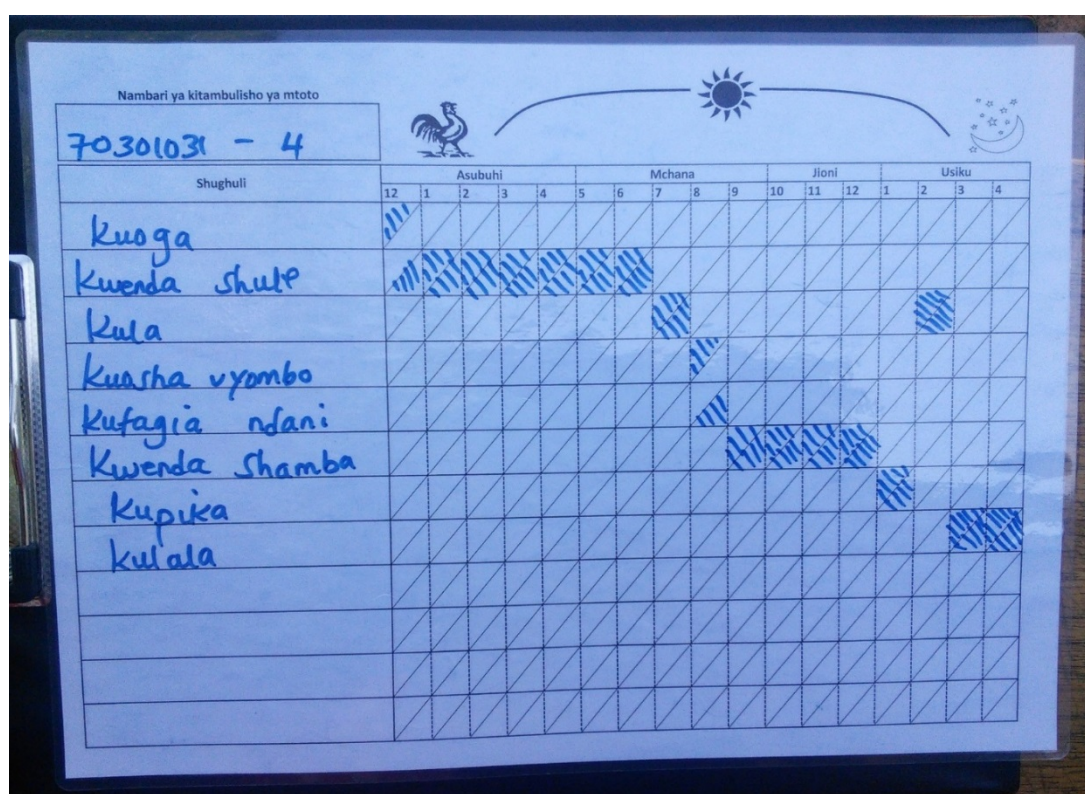 Nambari ya kitambulisho ya mtoto
70301031 - 4
Shughuli
Asubuhi Mchana Jioni Usiku
12 1 2 3 4 5 6 7 8 9 10 11 12 1 2 3 4
Kuoga
Kwenda shule
Kula
Kuosha vyombo
Kufagia ndani
Kwenda Shamba
Kupika
Kulala